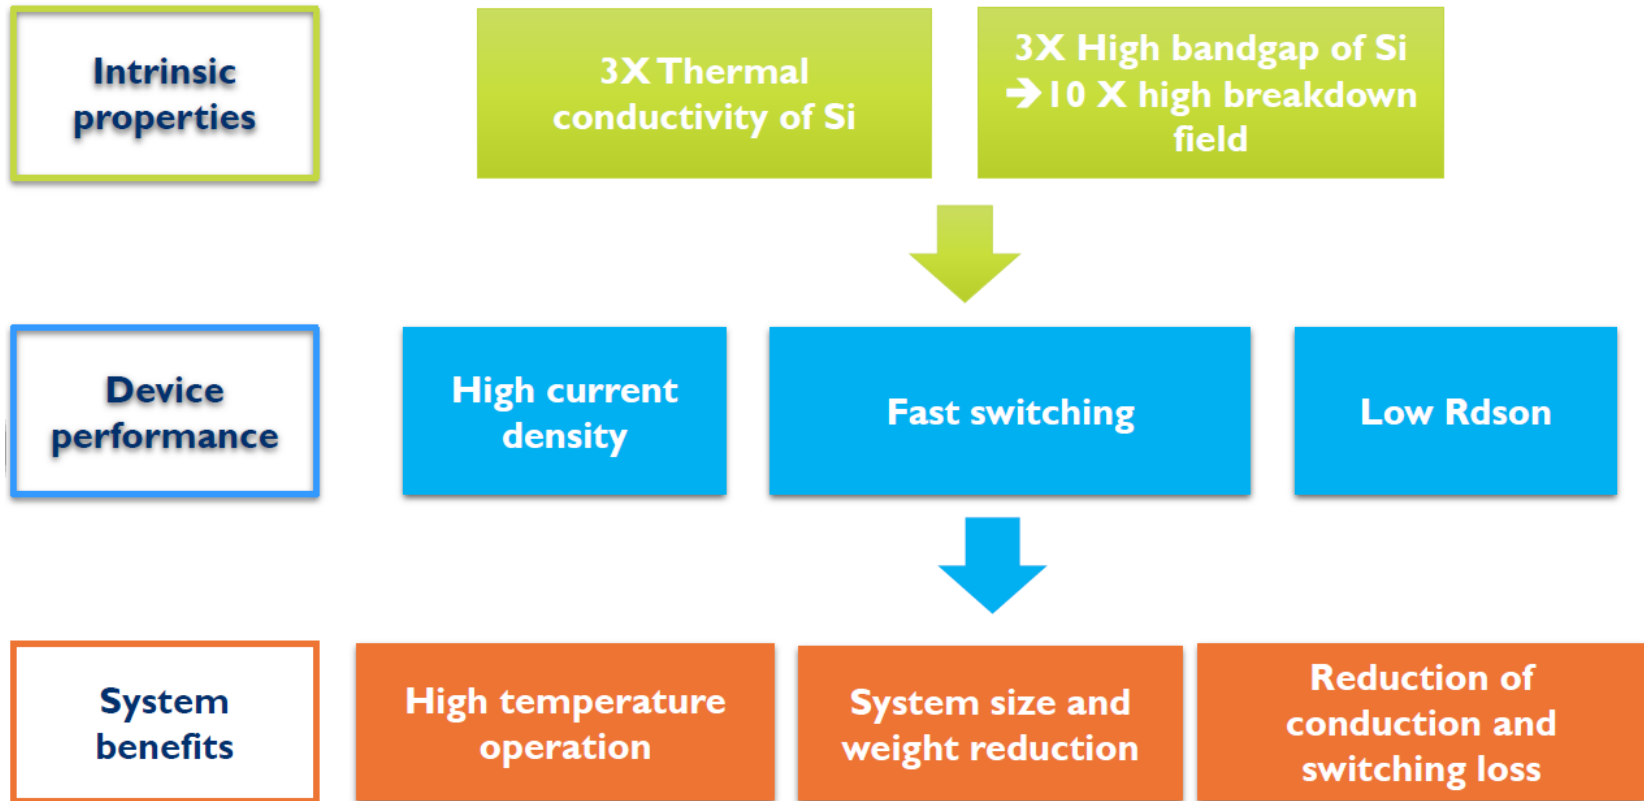 Intrinsic
properties
3X Thermal
conductivity of Si
3X High bandgap of Si
➔10 X high breakdown
field
Device
performance
High current
density
Fast switching
Low Rdson
System
benefits
High temperature
operation
System size and
weight reduction
Reduction of
conduction and
switching loss